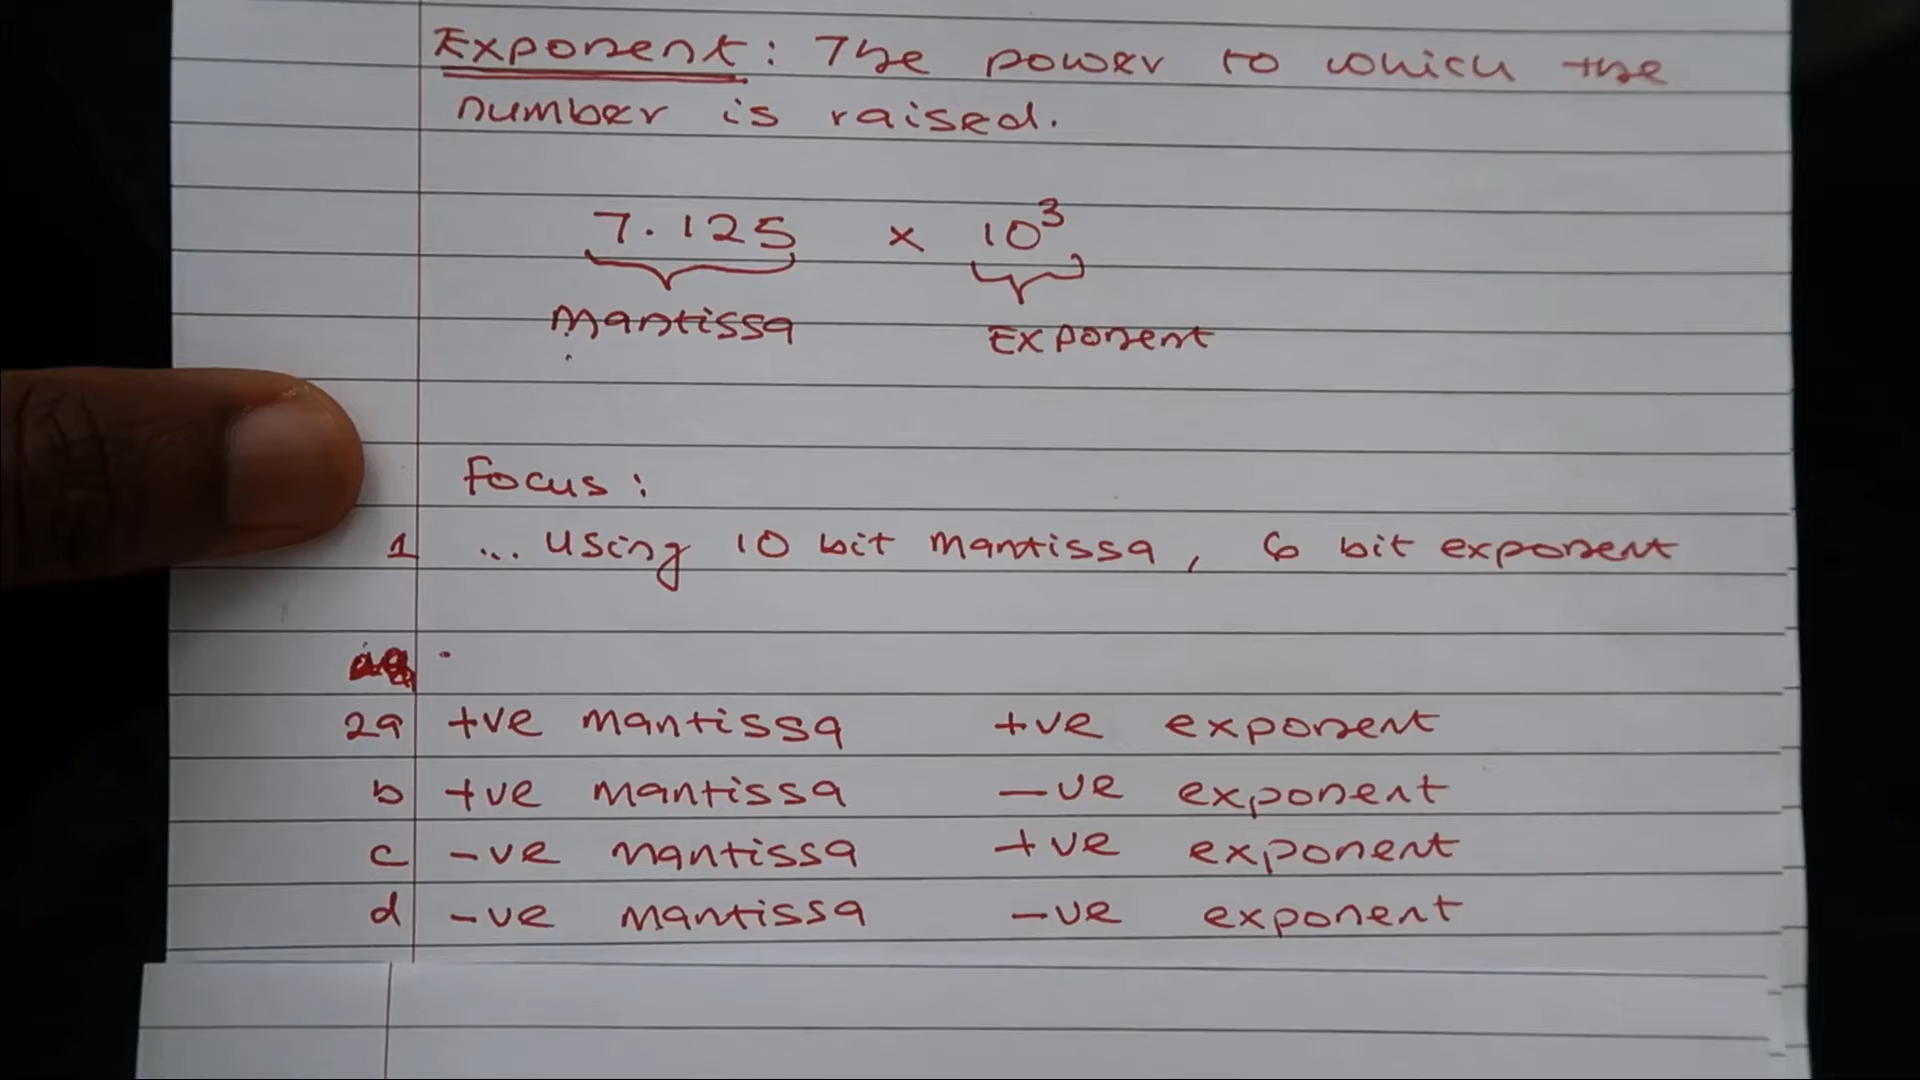 Exponent: The power to which the
number is raised.
7.125 × 10³
Mantissa Exponent
Focus:
1 ... Using 10 bit mantissa, 6 bit exponent
2a +ve mantissa +ve exponent
b +ve mantissa -ve exponent
c -ve mantissa +ve exponent
d -ve mantissa -ve exponent